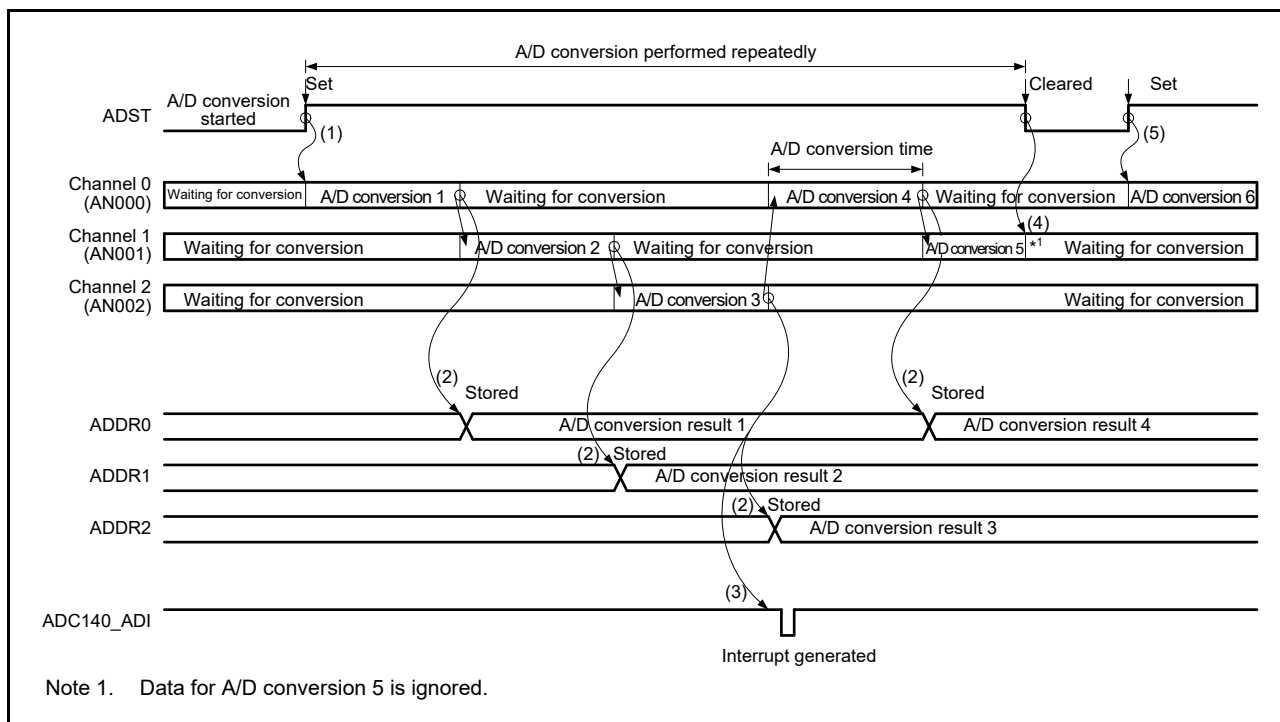 A/D conversion performed repeatedly
Set
Cleared
Set
ADST
A/D conversion
started
(1)
(5)
A/D conversion time
Channel 0
(AN000)
Waiting for conversion
A/D conversion 1
Waiting for conversion
A/D conversion 4
Waiting for conversion
A/D conversion 6
(4)
Channel 1
(AN001)
Waiting for conversion
A/D conversion 2
Waiting for conversion
A/D conversion 5
*1
Waiting for conversion
Channel 2
(AN002)
Waiting for conversion
A/D conversion 3
Waiting for conversion
(2)
Stored
(2)
Stored
ADDR0
A/D conversion result 1
A/D conversion result 4
(2)
Stored
ADDR1
A/D conversion result 2
(2)
Stored
ADDR2
A/D conversion result 3
(3)
ADC140_ADI
Interrupt generated
Note 1. Data for A/D conversion 5 is ignored.